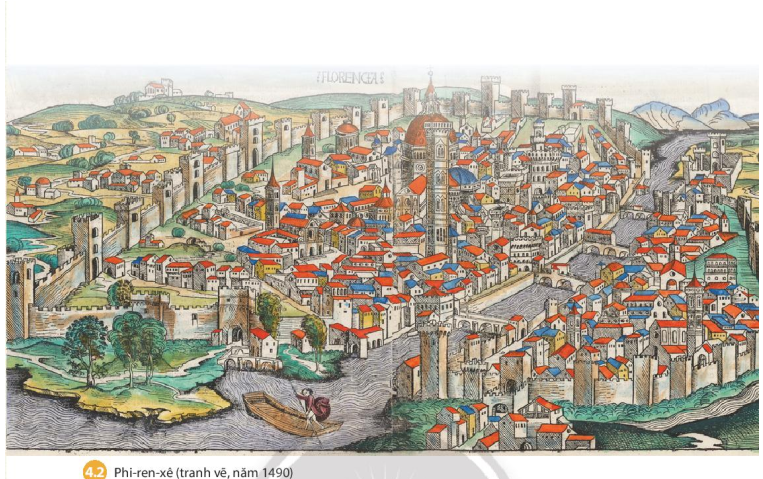 FLORENCIA
4.2 Phi-ren-xê (tranh vẽ, năm 1490)